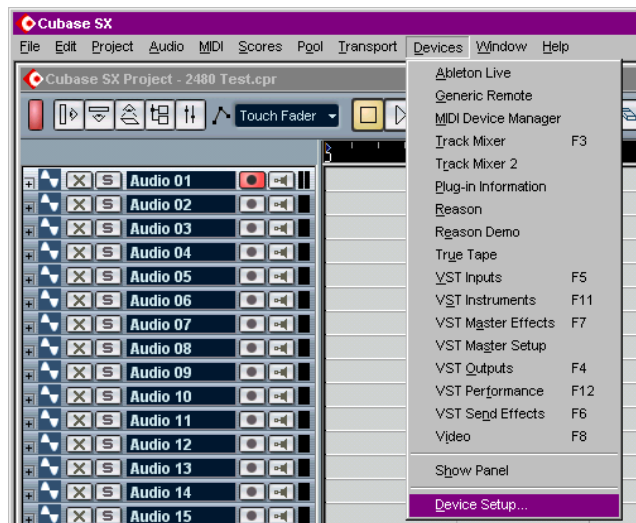 Cubase SX
File Edit Project Audio MIDI Scores Pool Transport Devices Window Help
Cubase SX Project - 2480 Test.cpr
Touch Fader
Ableton Live
Generic Remote
MIDI Device Manager
Track Mixer F3
Track Mixer 2
Plug-in Information
Reason
Reason Demo
True Tape
VST Inputs F5
VST Instruments F11
VST Master Effects F7
VST Master Setup
VST Outputs F4
VST Performance F12
VST Send Effects F6
Video F8
Show Panel
Device Setup...
X S Audio 01
X S Audio 02
X S Audio 03
X S Audio 04
X S Audio 05
X S Audio 06
X S Audio 07
X S Audio 08
X S Audio 09
X S Audio 10
X S Audio 11
X S Audio 12
X S Audio 13
X S Audio 14
X S Audio 15